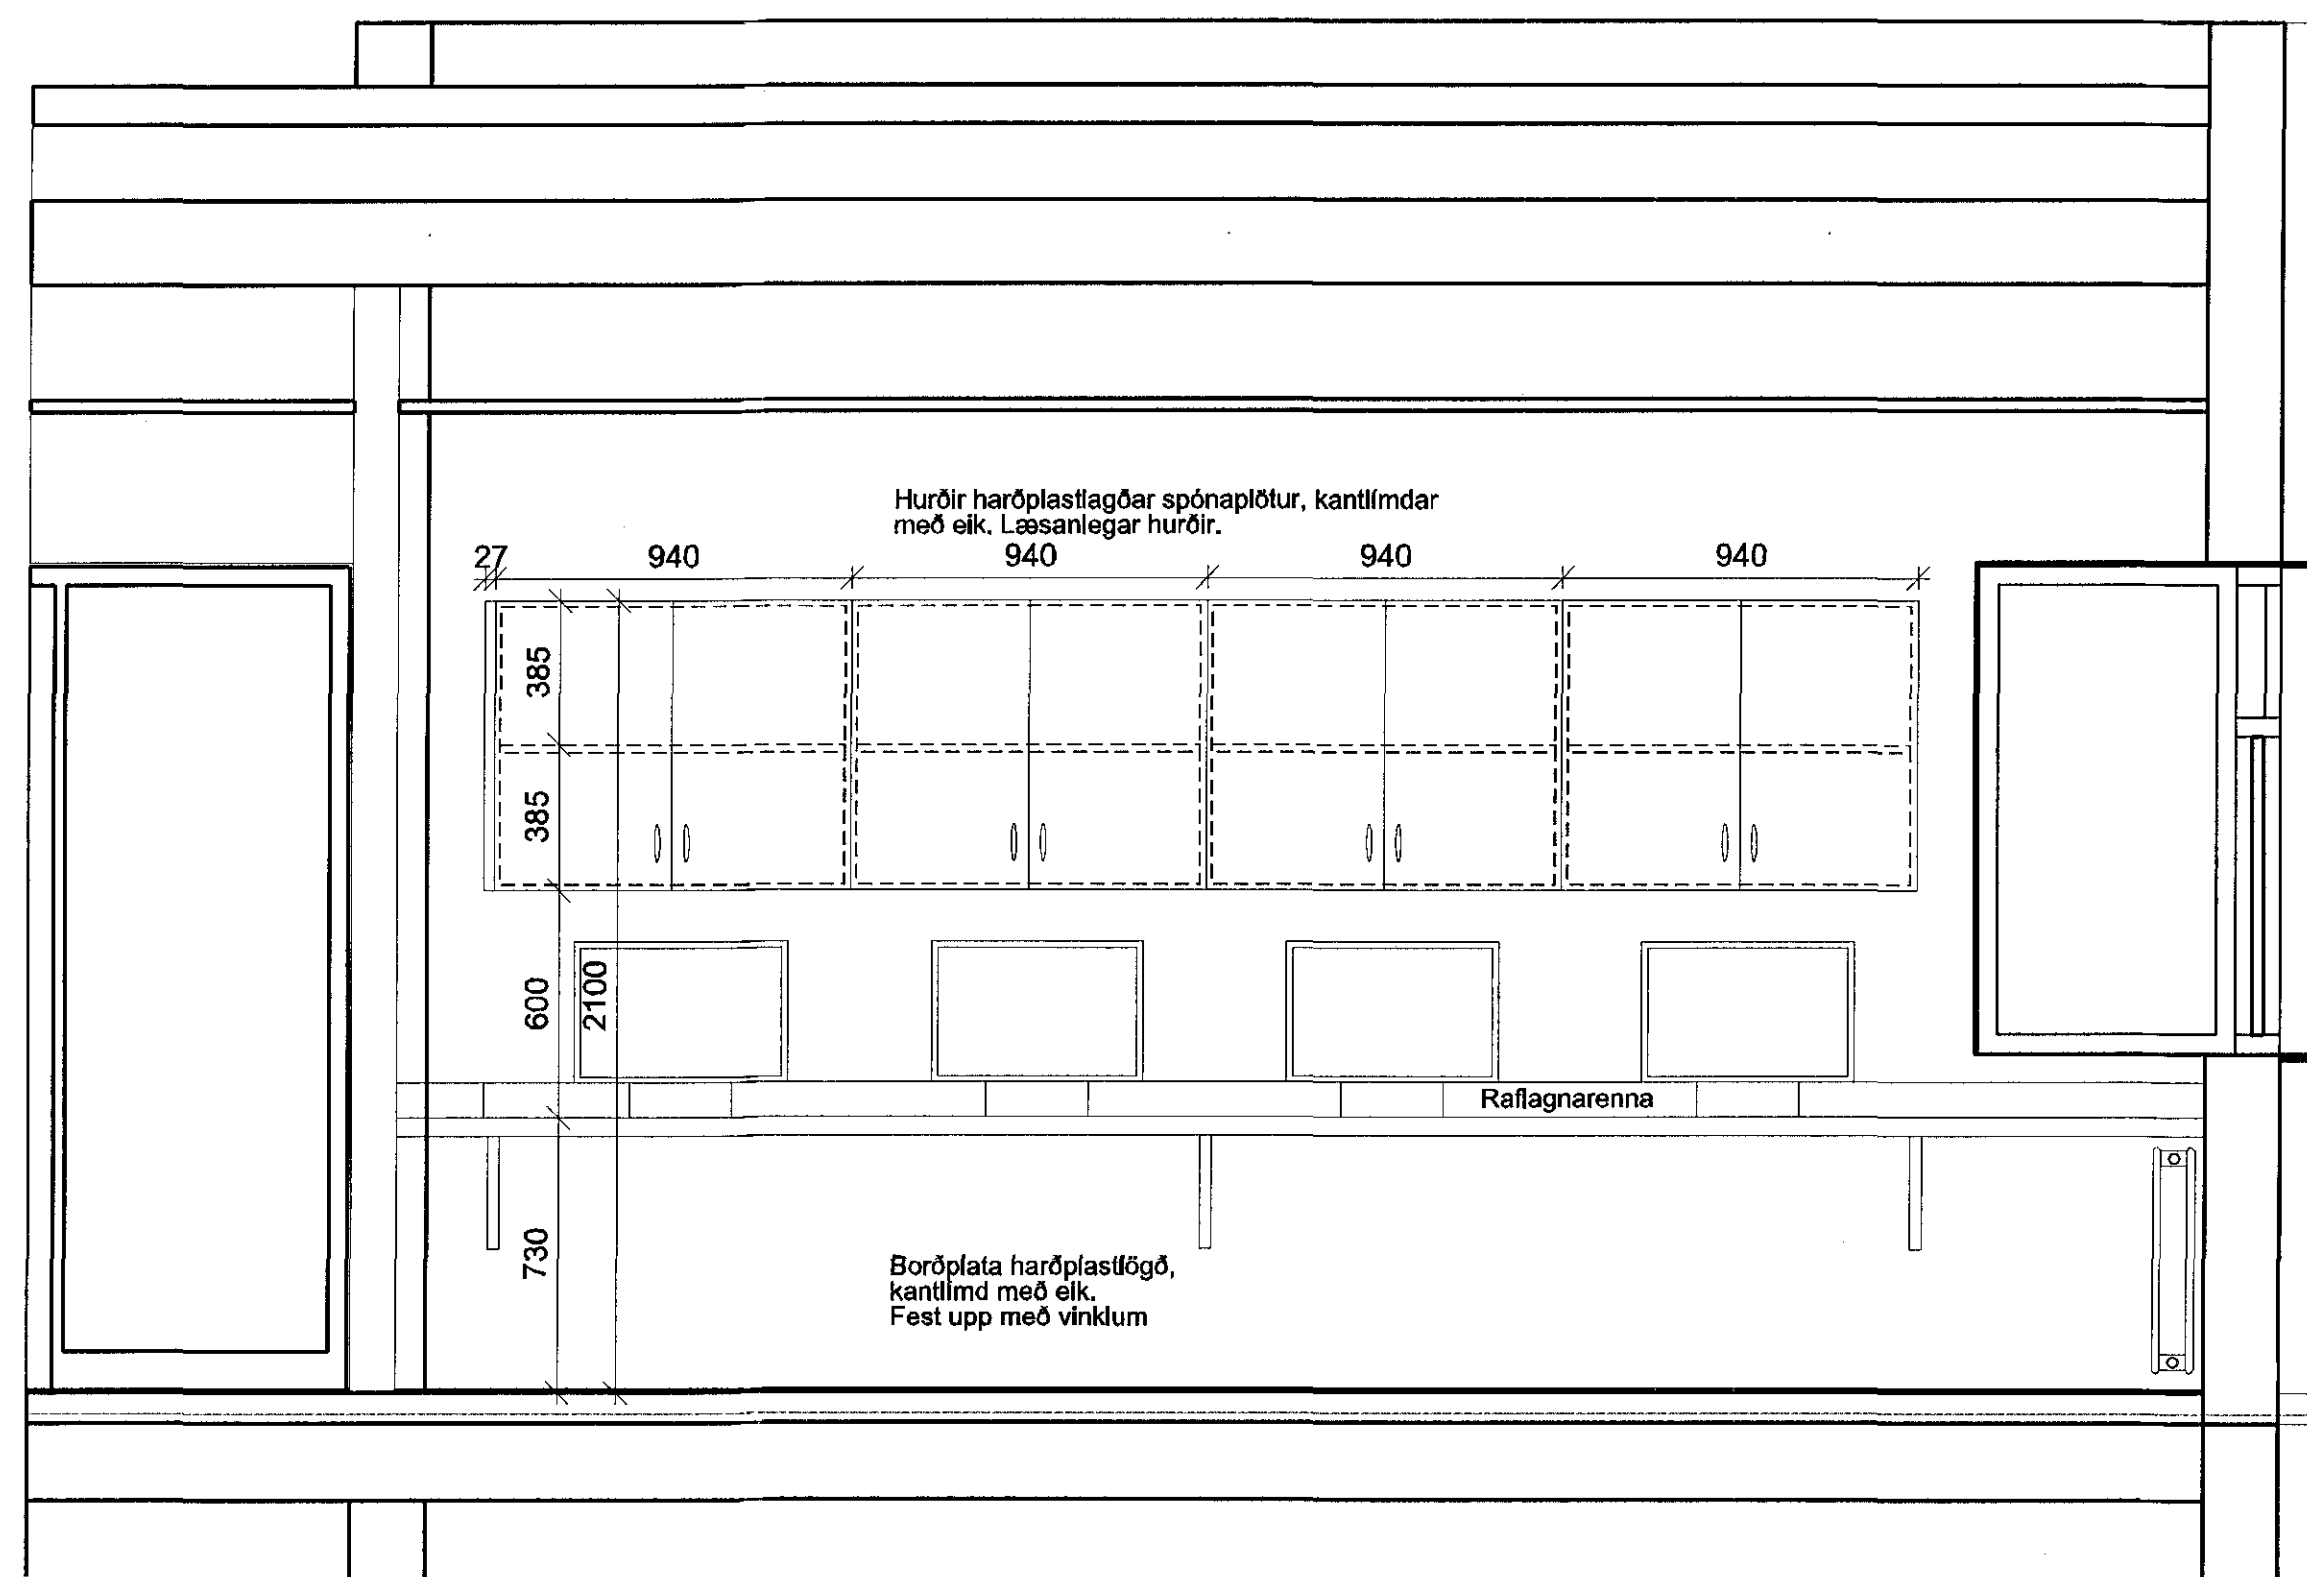 Hurðir harðplastlagðar spónaplötur, kantlímdar
með eik. Læsanlegar hurðir.
27 940 940 940 940
385
385
600
2100
Raflagnarenna
730
Borðplata harðplastlögð,
kantlímd með eik.
Fest upp með vinklum